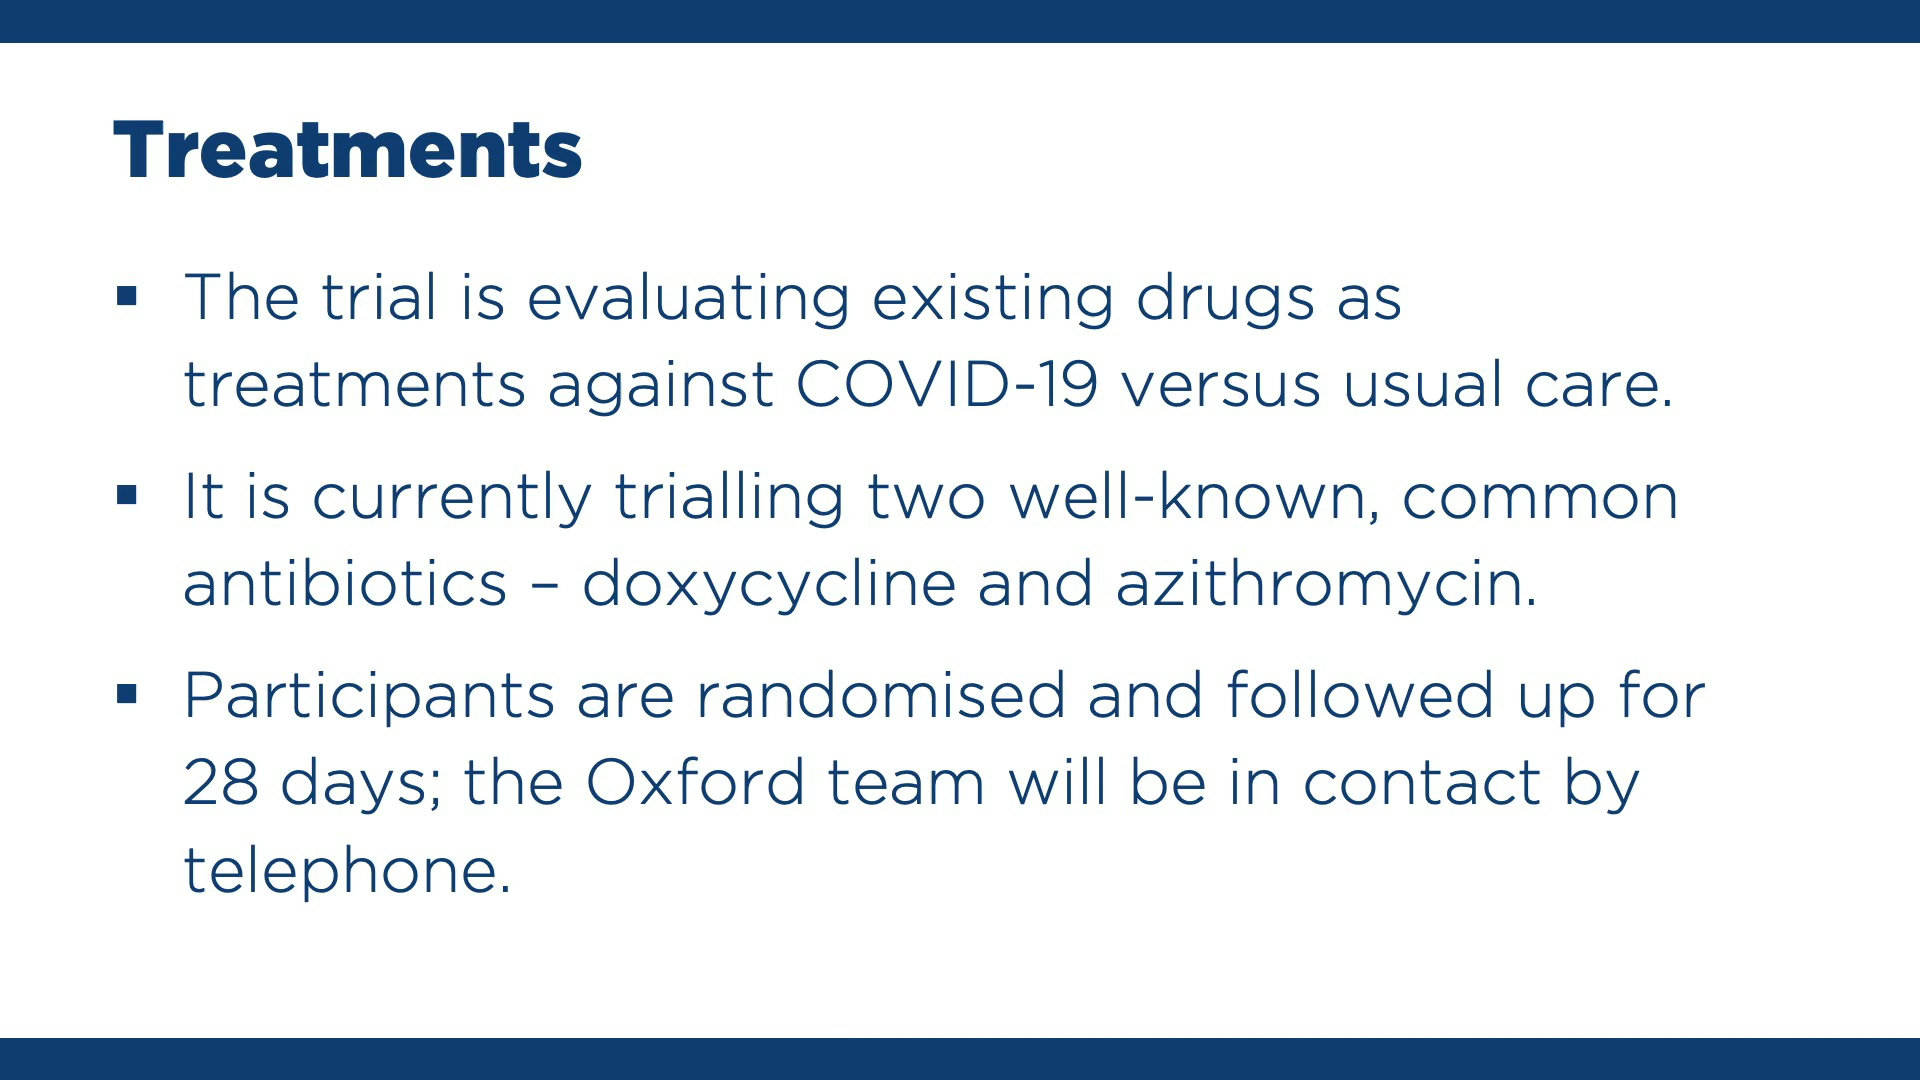 Treatments
▪ The trial is evaluating existing drugs as
treatments against COVID-19 versus usual care.
▪ It is currently trialling two well-known, common
antibiotics – doxycycline and azithromycin.
▪ Participants are randomised and followed up for
28 days; the Oxford team will be in contact by
telephone.